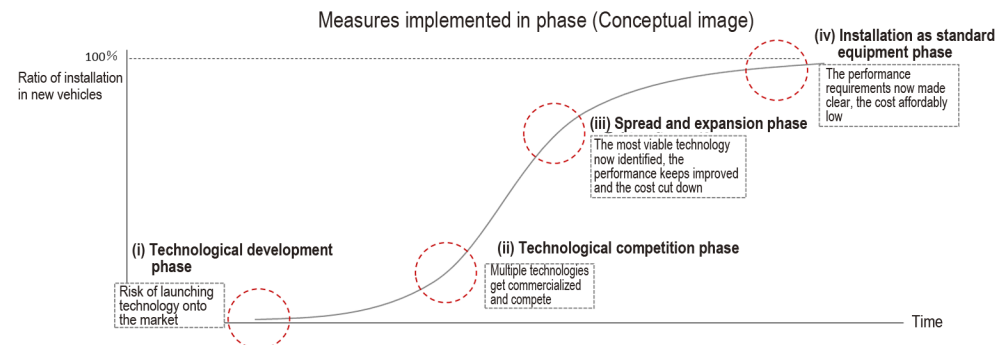 Measures implemented in phase (Conceptual image)
100%
Ratio of installation
in new vehicles
(iv) Installation as standard
equipment phase
The performance
requirements now made
clear, the cost affordably
low
(iii) Spread and expansion phase
The most viable technology
now identified, the
performance keeps improved
and the cost cut down
(i) Technological development
phase
Risk of launching
technology onto
the market
(ii) Technological competition phase
Multiple technologies
get commercialized
and compete
Time